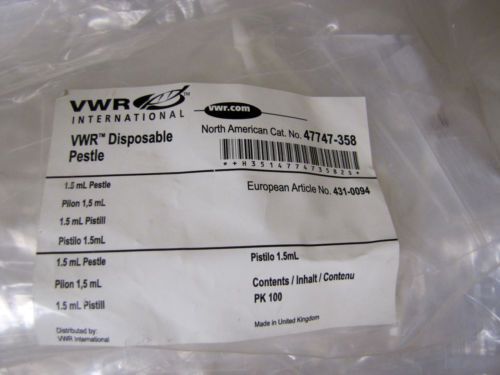 VWR TM
INTERNATIONAL
VWR™ Disposable
Pestle
vwr.com
North American Cat. No. 47747-358
European Article No. 431-0094
1.5 mL Pestle
Pilon 1,5 mL
1.5 mL Pistill
Pistilo 1.5mL
1.5 mL Pestle
Pilon 1,5 mL
1.5 mL Pistill
Pistilo 1.5mL
Contents / Inhalt / Contenu
PK 100
Distributed by:
VWR International
Made in United Kingdom